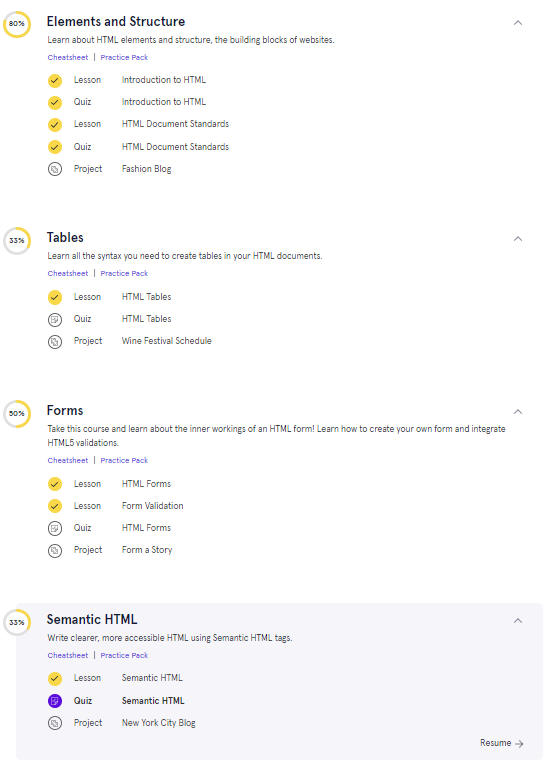 80%
Elements and Structure
Learn about HTML elements and structure, the building blocks of websites.
Cheatsheet | Practice Pack
Lesson Introduction to HTML
Quiz Introduction to HTML
Lesson HTML Document Standards
Quiz HTML Document Standards
Project Fashion Blog
33%
Tables
Learn all the syntax you need to create tables in your HTML documents.
Cheatsheet | Practice Pack
Lesson HTML Tables
Quiz HTML Tables
Project Wine Festival Schedule
50%
Forms
Take this course and learn about the inner workings of an HTML form! Learn how to create your own form and integrate
HTML5 validations.
Cheatsheet | Practice Pack
Lesson HTML Forms
Lesson Form Validation
Quiz HTML Forms
Project Form a Story
33%
Semantic HTML
Write clearer, more accessible HTML using Semantic HTML tags.
Cheatsheet | Practice Pack
Lesson Semantic HTML
Quiz Semantic HTML
Project New York City Blog
Resume